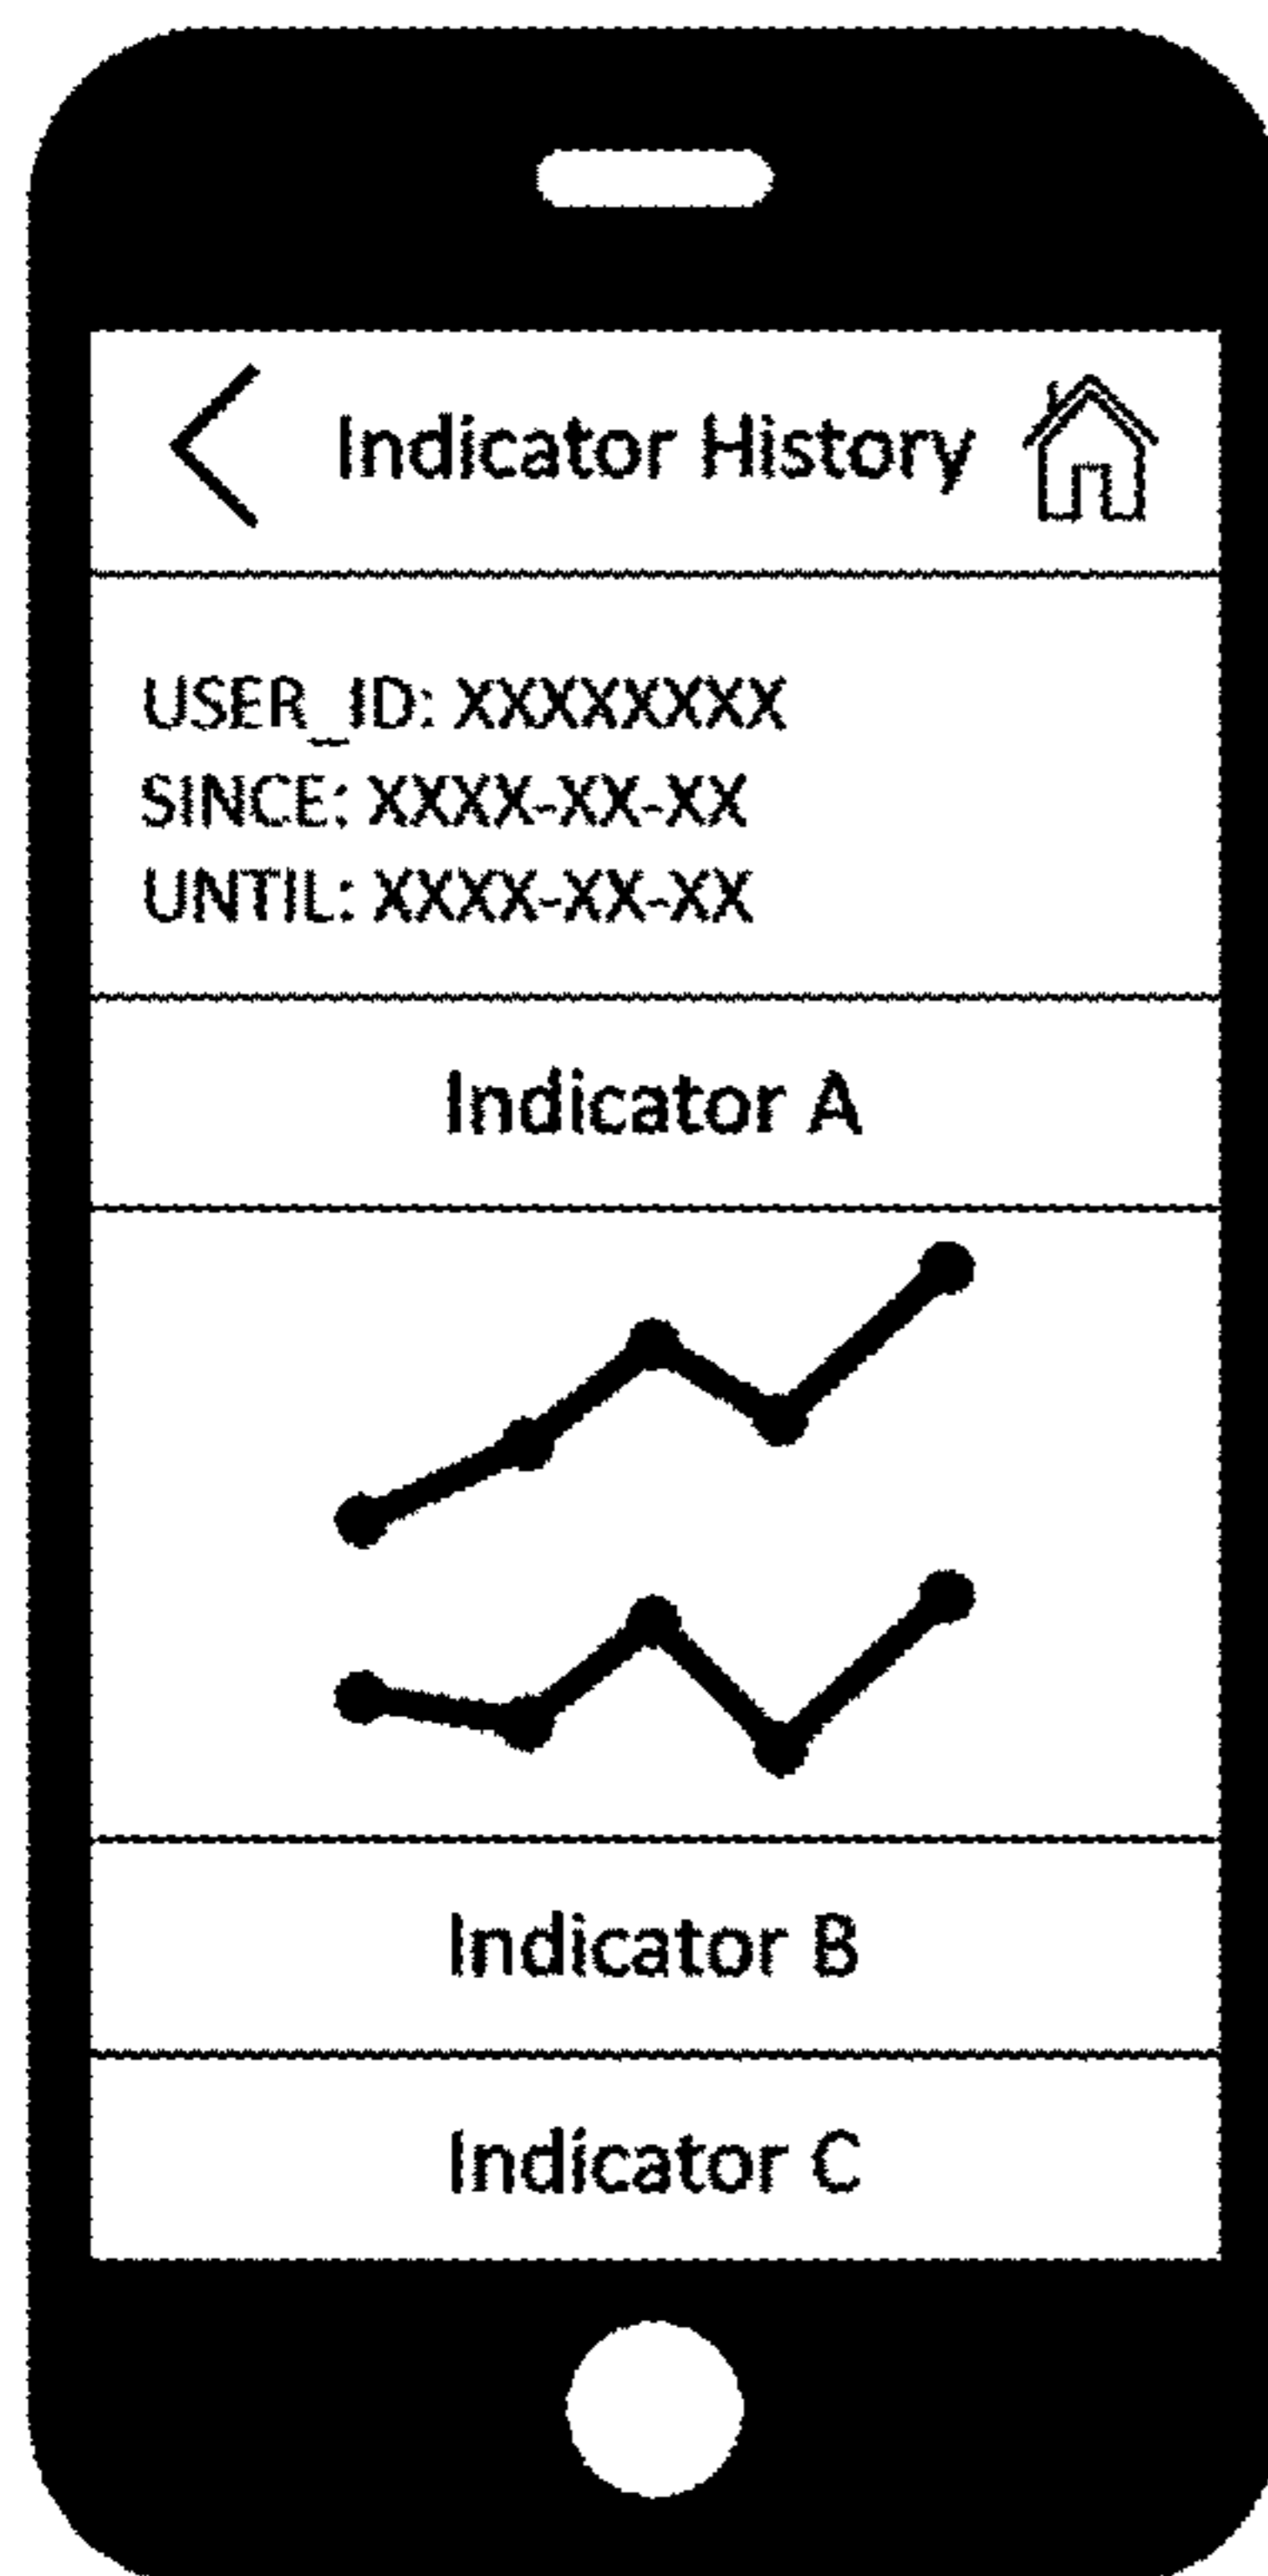 Indicator History
USER_ID: XXXXXXXX
SINCE: XXXX-XX-XX
UNTIL: XXXX-XX-XX
Indicator A
Indicator B
Indicator C